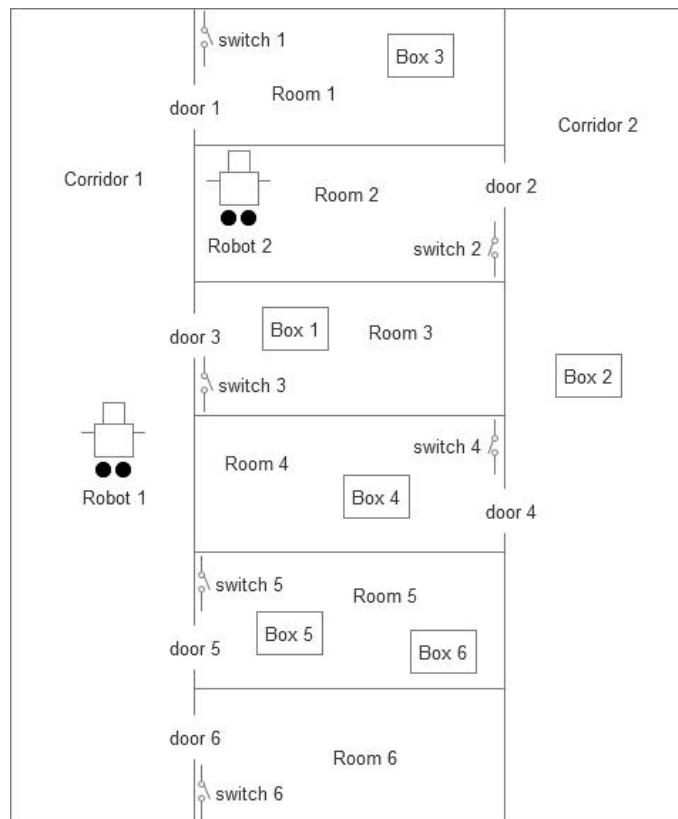 switch 1
Box 3
Room 1
door 1
Corridor 2
Corridor 1
Room 2
door 2
Robot 2
switch 2
Box 1
Room 3
door 3
switch 3
Box 2
switch 4
Room 4
Box 4
Robot 1
door 4
switch 5
Room 5
Box 5
door 5
Box 6
door 6
Room 6
switch 6